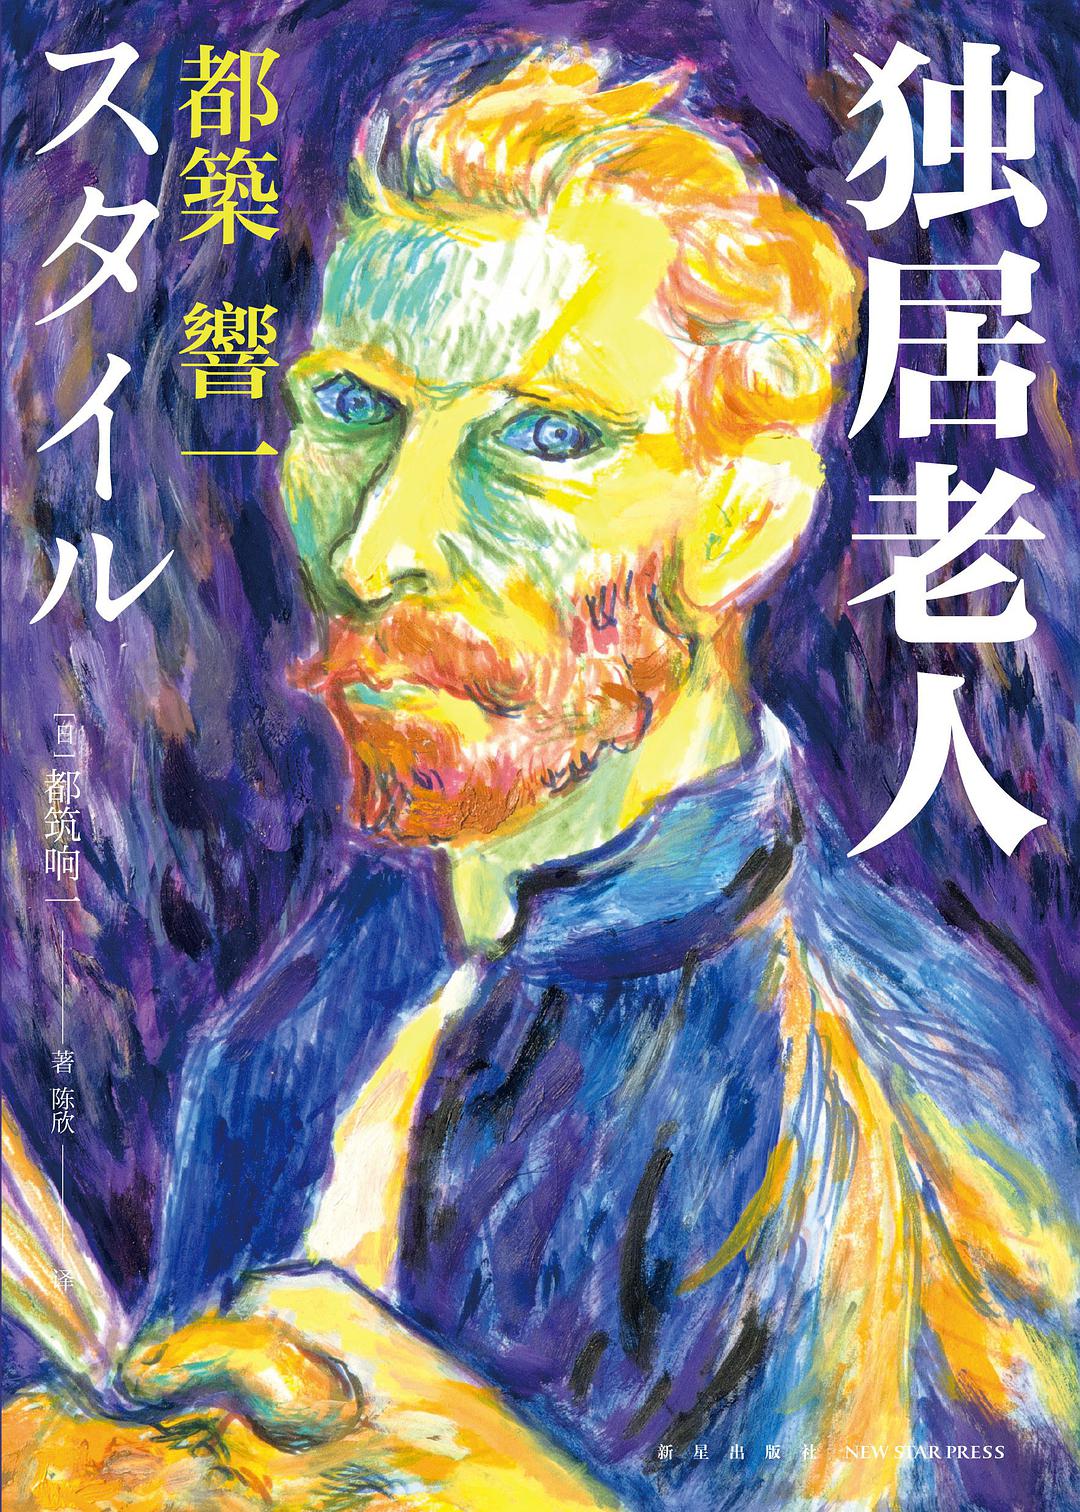 独居老人
スタイル
都築 響一
[日] 都筑响一 著 陈欣 译
新星出版社 NEW STAR PRESS